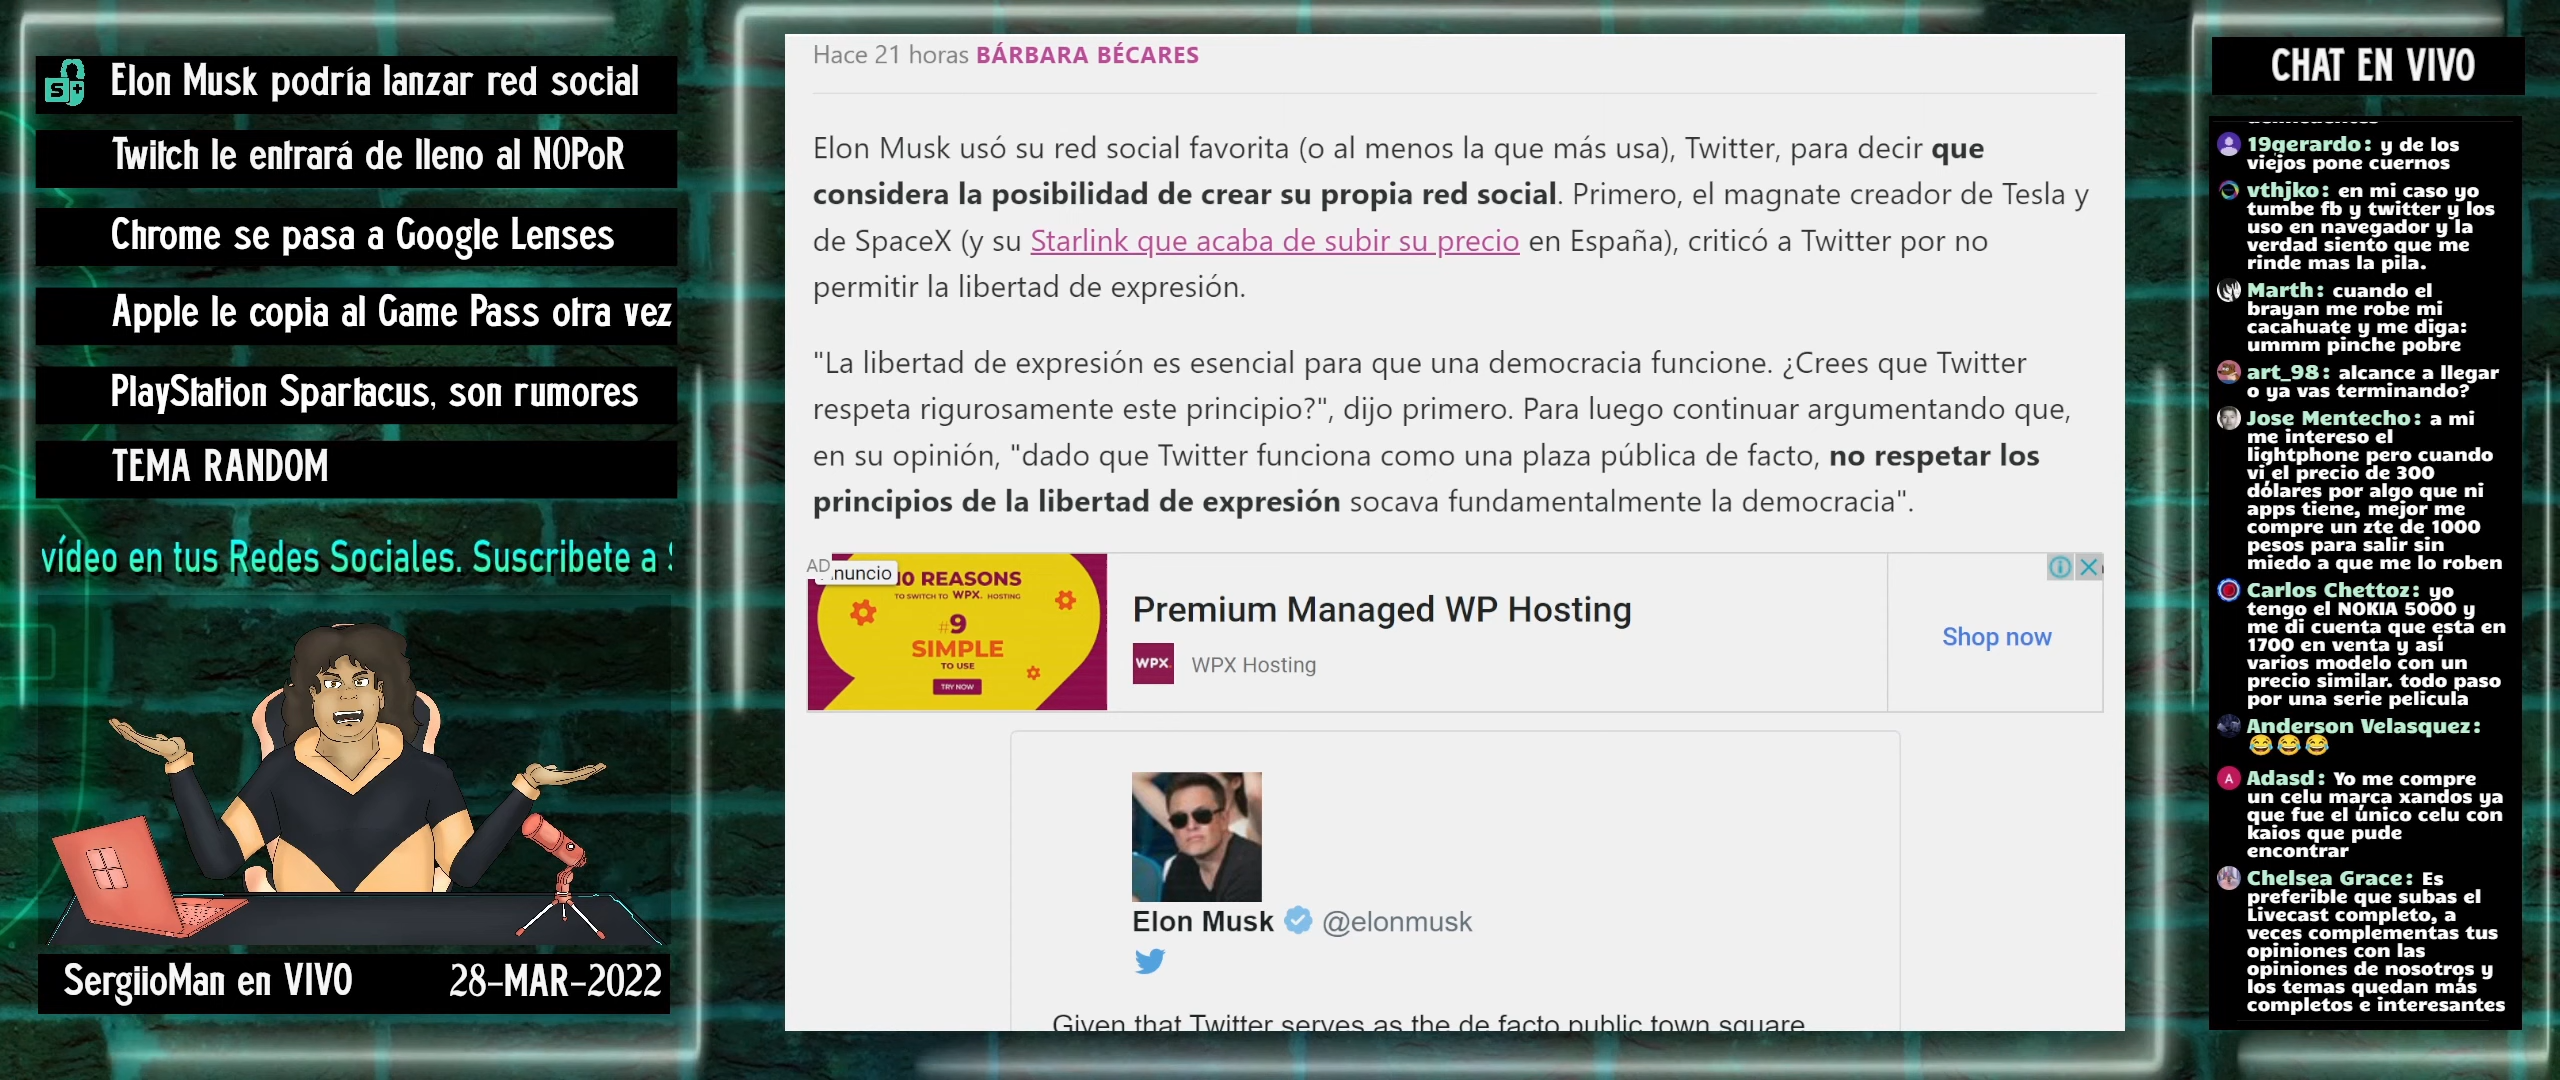 S+
Elon Musk podría lanzar red social
Twitch le entrará de lleno al NOPoR
Chrome se pasa a Google Lenses
Apple le copia al Game Pass otra vez
PlayStation Spartacus, son rumores
TEMA RANDOM
vídeo en tus Redes Sociales. Suscribete a
SergiioMan en VIVO
28-MAR-2022
Hace 21 horas BÁRBARA BÉCARES
Elon Musk usó su red social favorita (o al menos la que más usa), Twitter, para decir que
considera la posibilidad de crear su propia red social. Primero, el magnate creador de Tesla y
de SpaceX (y su Starlink que acaba de subir su precio en España), criticó a Twitter por no
permitir la libertad de expresión.
"La libertad de expresión es esencial para que una democracia funcione. ¿Crees que Twitter
respeta rigurosamente este principio?", dijo primero. Para luego continuar argumentando que,
en su opinión, "dado que Twitter funciona como una plaza pública de facto, no respetar los
principios de la libertad de expresión socava fundamentalmente la democracia".
AD
nuncio
10 REASONS
TO SWITCH TO WPX. HOSTING
#9
SIMPLE
TO USE
TRY NOW
Premium Managed WP Hosting
WPX.
WPX Hosting
Shop now
Elon Musk @elonmusk
Given that Twitter serves as the de facto public town square,
CHAT EN VIVO
19gerardo: y de los
viejos pone cuernos
vthjko: en mi caso yo
tumbe fb y twitter y los
uso en navegador y la
verdad siento que me
rinde mas la pila.
Marth: cuando el
brayan me robe mi
cacahuate y me diga:
ummm pinche pobre
art_98: alcance a llegar
o ya vas terminando?
Jose Mentecho: a mi
me intereso el
lightphone pero cuando
vi el precio de 300
dólares por algo que ni
apps tiene, mejor me
compre un zte de 1000
pesos para salir sin
miedo a que me lo roben
Carlos Chettoz: yo
tengo el NOKIA 5000 y
me di cuenta que esta en
1700 en venta y así
varios modelo con un
precio similar. todo paso
por una serie pelicula
Anderson Velasquez:
😂😂😂
A
Adasd: Yo me compre
un celu marca xandos ya
que fue el único celu con
kaios que pude
encontrar
Chelsea Grace: Es
preferible que subas el
Livecast completo, a
veces complementas tus
opiniones con las
opiniones de nosotros y
los temas quedan más
completos e interesantes